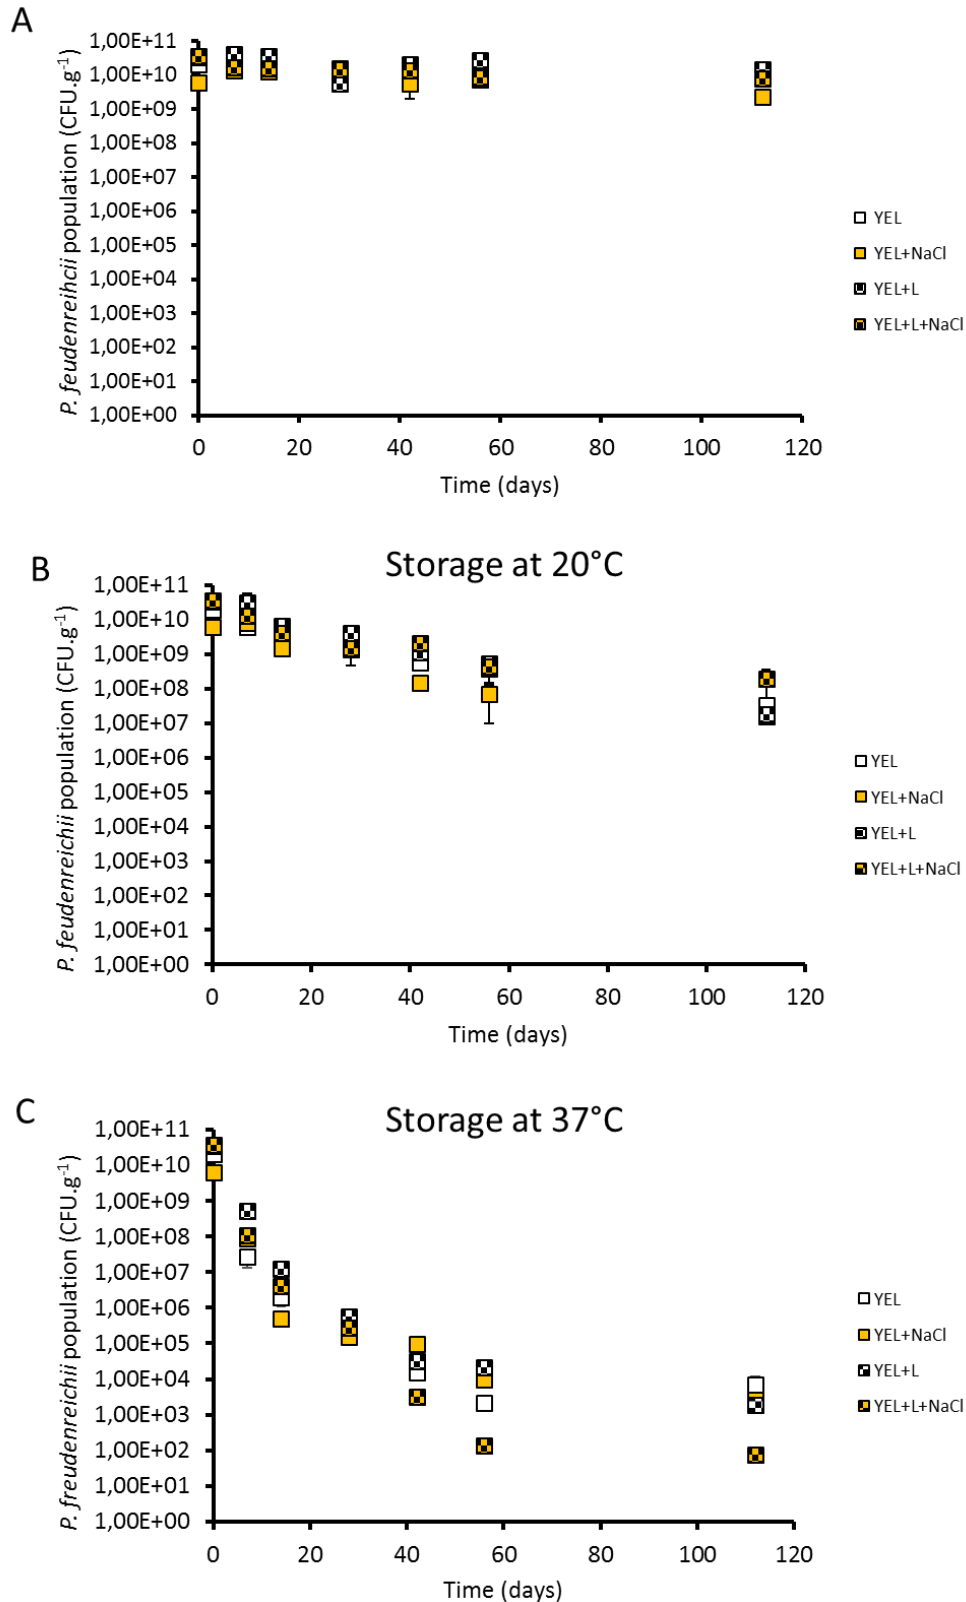 A
P. feudenreihcii population (CFU.g-1)
1,00E+11
1,00E+10
1,00E+09
1,00E+08
1,00E+07
1,00E+06
1,00E+05
1,00E+04
1,00E+03
1,00E+02
1,00E+01
1,00E+00
0 20 40 60 80 100 120
Time (days)
YEL
YEL+NaCl
YEL+L
YEL+L+NaCl
B
Storage at 20°C
P. feudenreichii population (CFU.g-1)
1,00E+11
1,00E+10
1,00E+09
1,00E+08
1,00E+07
1,00E+06
1,00E+05
1,00E+04
1,00E+03
1,00E+02
1,00E+01
1,00E+00
0 20 40 60 80 100 120
Time (days)
YEL
YEL+NaCl
YEL+L
YEL+L+NaCl
C
Storage at 37°C
P. freudenreichii population (CFU.g-1)
1,00E+11
1,00E+10
1,00E+09
1,00E+08
1,00E+07
1,00E+06
1,00E+05
1,00E+04
1,00E+03
1,00E+02
1,00E+01
1,00E+00
0 20 40 60 80 100 120
Time (days)
YEL
YEL+NaCl
YEL+L
YEL+L+NaCl